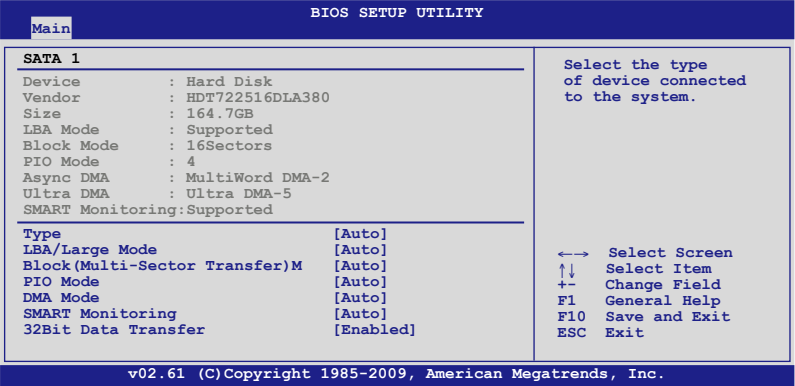 BIOS SETUP UTILITY
Main
SATA 1
Device : Hard Disk
Vendor : HDT722516DLA380
Size : 164.7GB
LBA Mode : Supported
Block Mode : 16Sectors
PIO Mode : 4
Async DMA : MultiWord DMA-2
Ultra DMA : Ultra DMA-5
SMART Monitoring:Supported
Type [Auto]
LBA/Large Mode [Auto]
Block(Multi-Sector Transfer)M [Auto]
PIO Mode [Auto]
DMA Mode [Auto]
SMART Monitoring [Auto]
32Bit Data Transfer [Enabled]
Select the type
of device connected
to the system.
←→ Select Screen
↑↓ Select Item
+- Change Field
F1 General Help
F10 Save and Exit
ESC Exit
v02.61 (C)Copyright 1985-2009, American Megatrends, Inc.